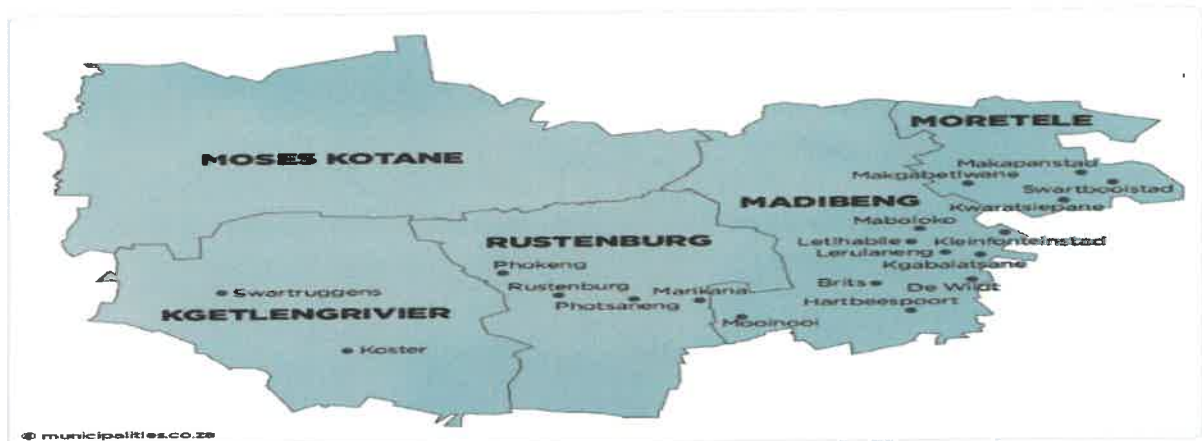 MORETELE
MOSES KOTANE
Makapanstad
Makgabetlwane
Swartbooistad
MADIBENG
Kwaratsiepane
Maboloko
RUSTENBURG
Letlhabile
Kleinfonteinstad
Lerulaneng
Phokeng
Kgabalatsane
Rustenburg
Marikana
Brits
De Wildt
Swartruggens
Photsaneng
Hartbeespoort
KGETLENGRIVIER
Mooinooi
Koster
© municipalities.co.za